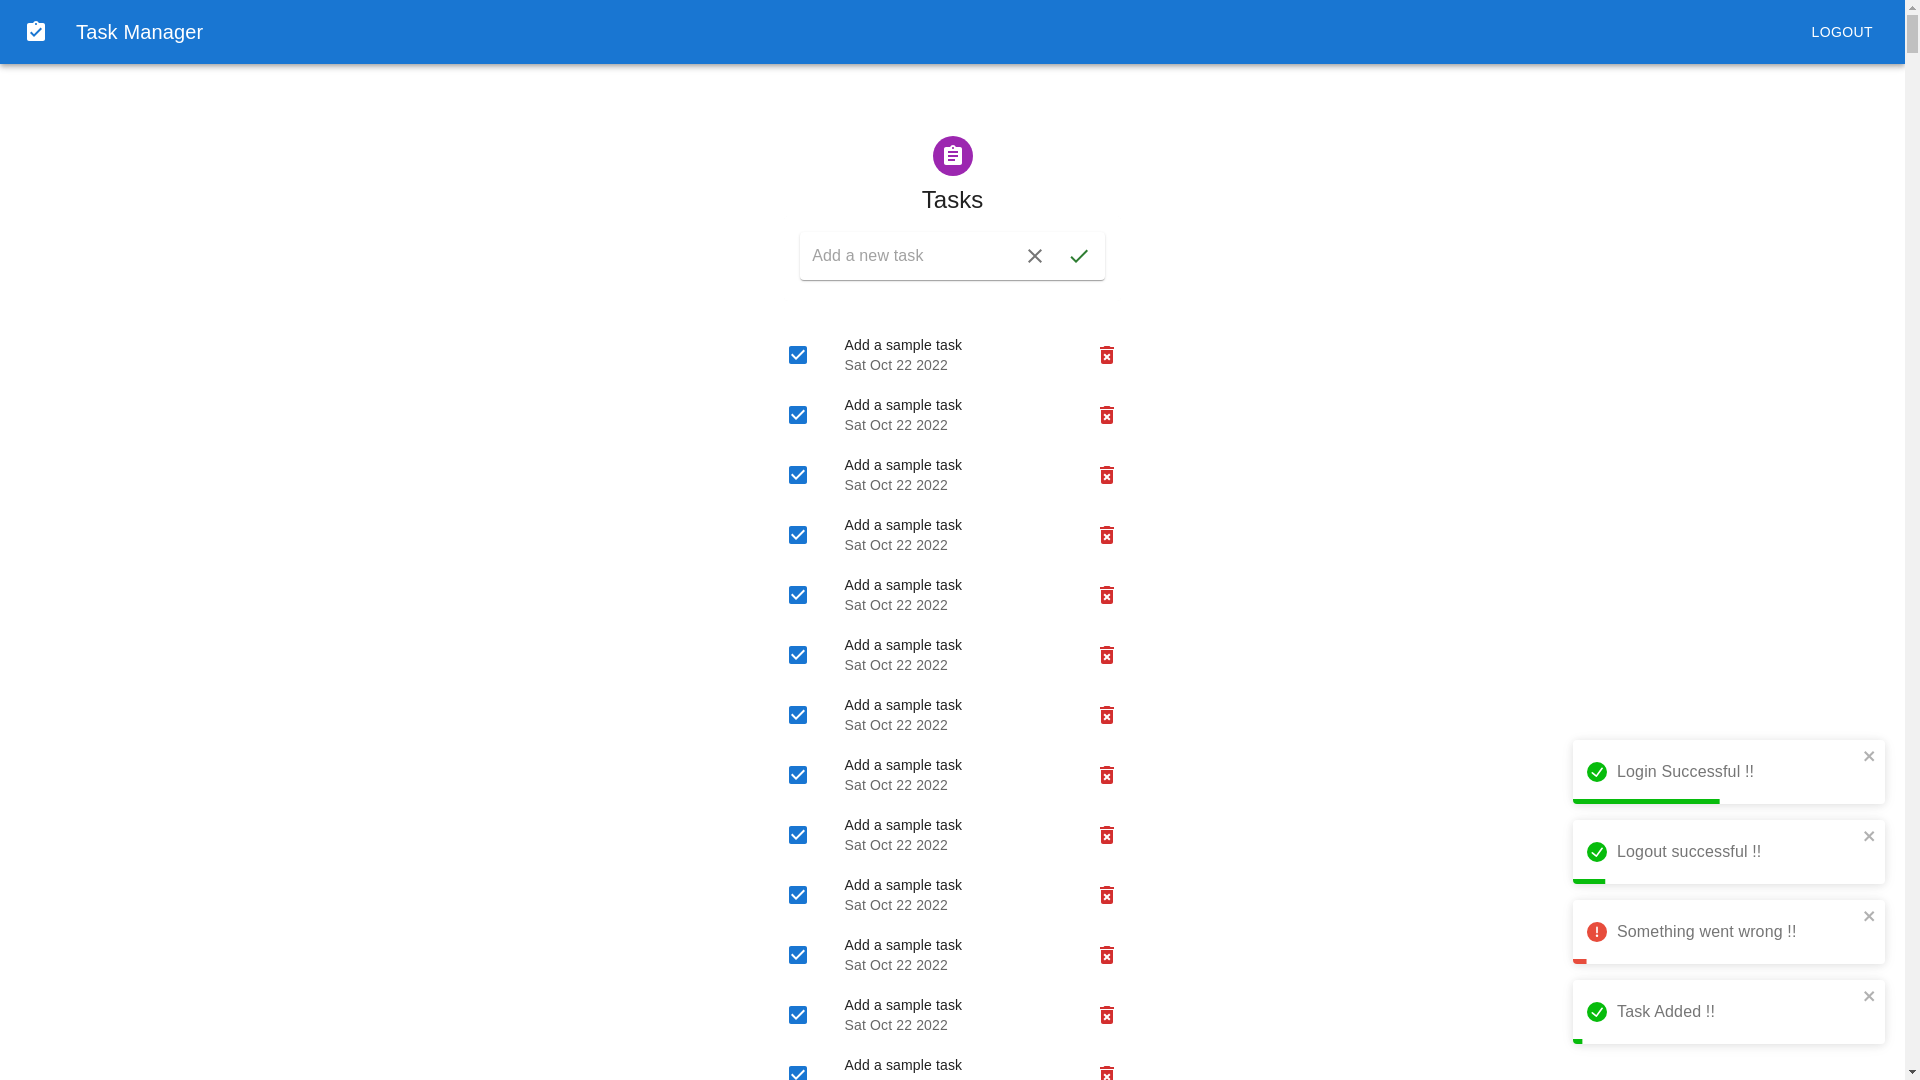 Task Manager
LOGOUT
Tasks
Add a new task
Add a sample task
Sat Oct 22 2022
Add a sample task
Sat Oct 22 2022
Add a sample task
Sat Oct 22 2022
Add a sample task
Sat Oct 22 2022
Add a sample task
Sat Oct 22 2022
Add a sample task
Sat Oct 22 2022
Add a sample task
Sat Oct 22 2022
Add a sample task
Sat Oct 22 2022
Add a sample task
Sat Oct 22 2022
Add a sample task
Sat Oct 22 2022
Add a sample task
Sat Oct 22 2022
Add a sample task
Sat Oct 22 2022
Add a sample task
Login Successful !!
Logout successful !!
Something went wrong !!
Task Added !!